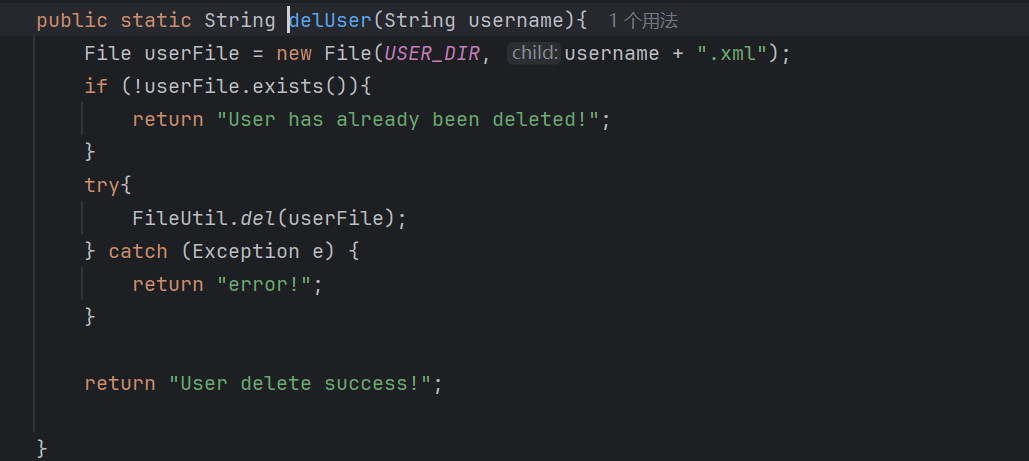 public static String delUser(String username){ 1 个用法
    File userFile = new File(USER_DIR, child: username + ".xml");
    if (!userFile.exists()){
        return "User has already been deleted!";
    }
    try{
        FileUtil.del(userFile);
    } catch (Exception e) {
        return "error!";
    }
    return "User delete success!";
}